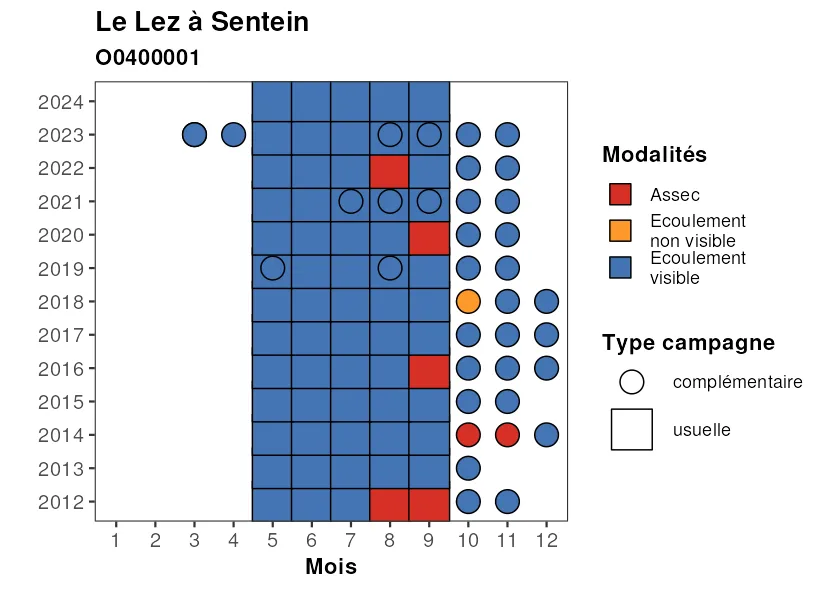 Le Lez à Sentein
O0400001
2024
2023
2022
2021
2020
2019
2018
2017
2016
2015
2014
2013
2012
1 2 3 4 5 6 7 8 9 10 11 12
Mois
Modalités
Assec
Ecoulement
non visible
Ecoulement
visible
Type campagne
complémentaire
usuelle